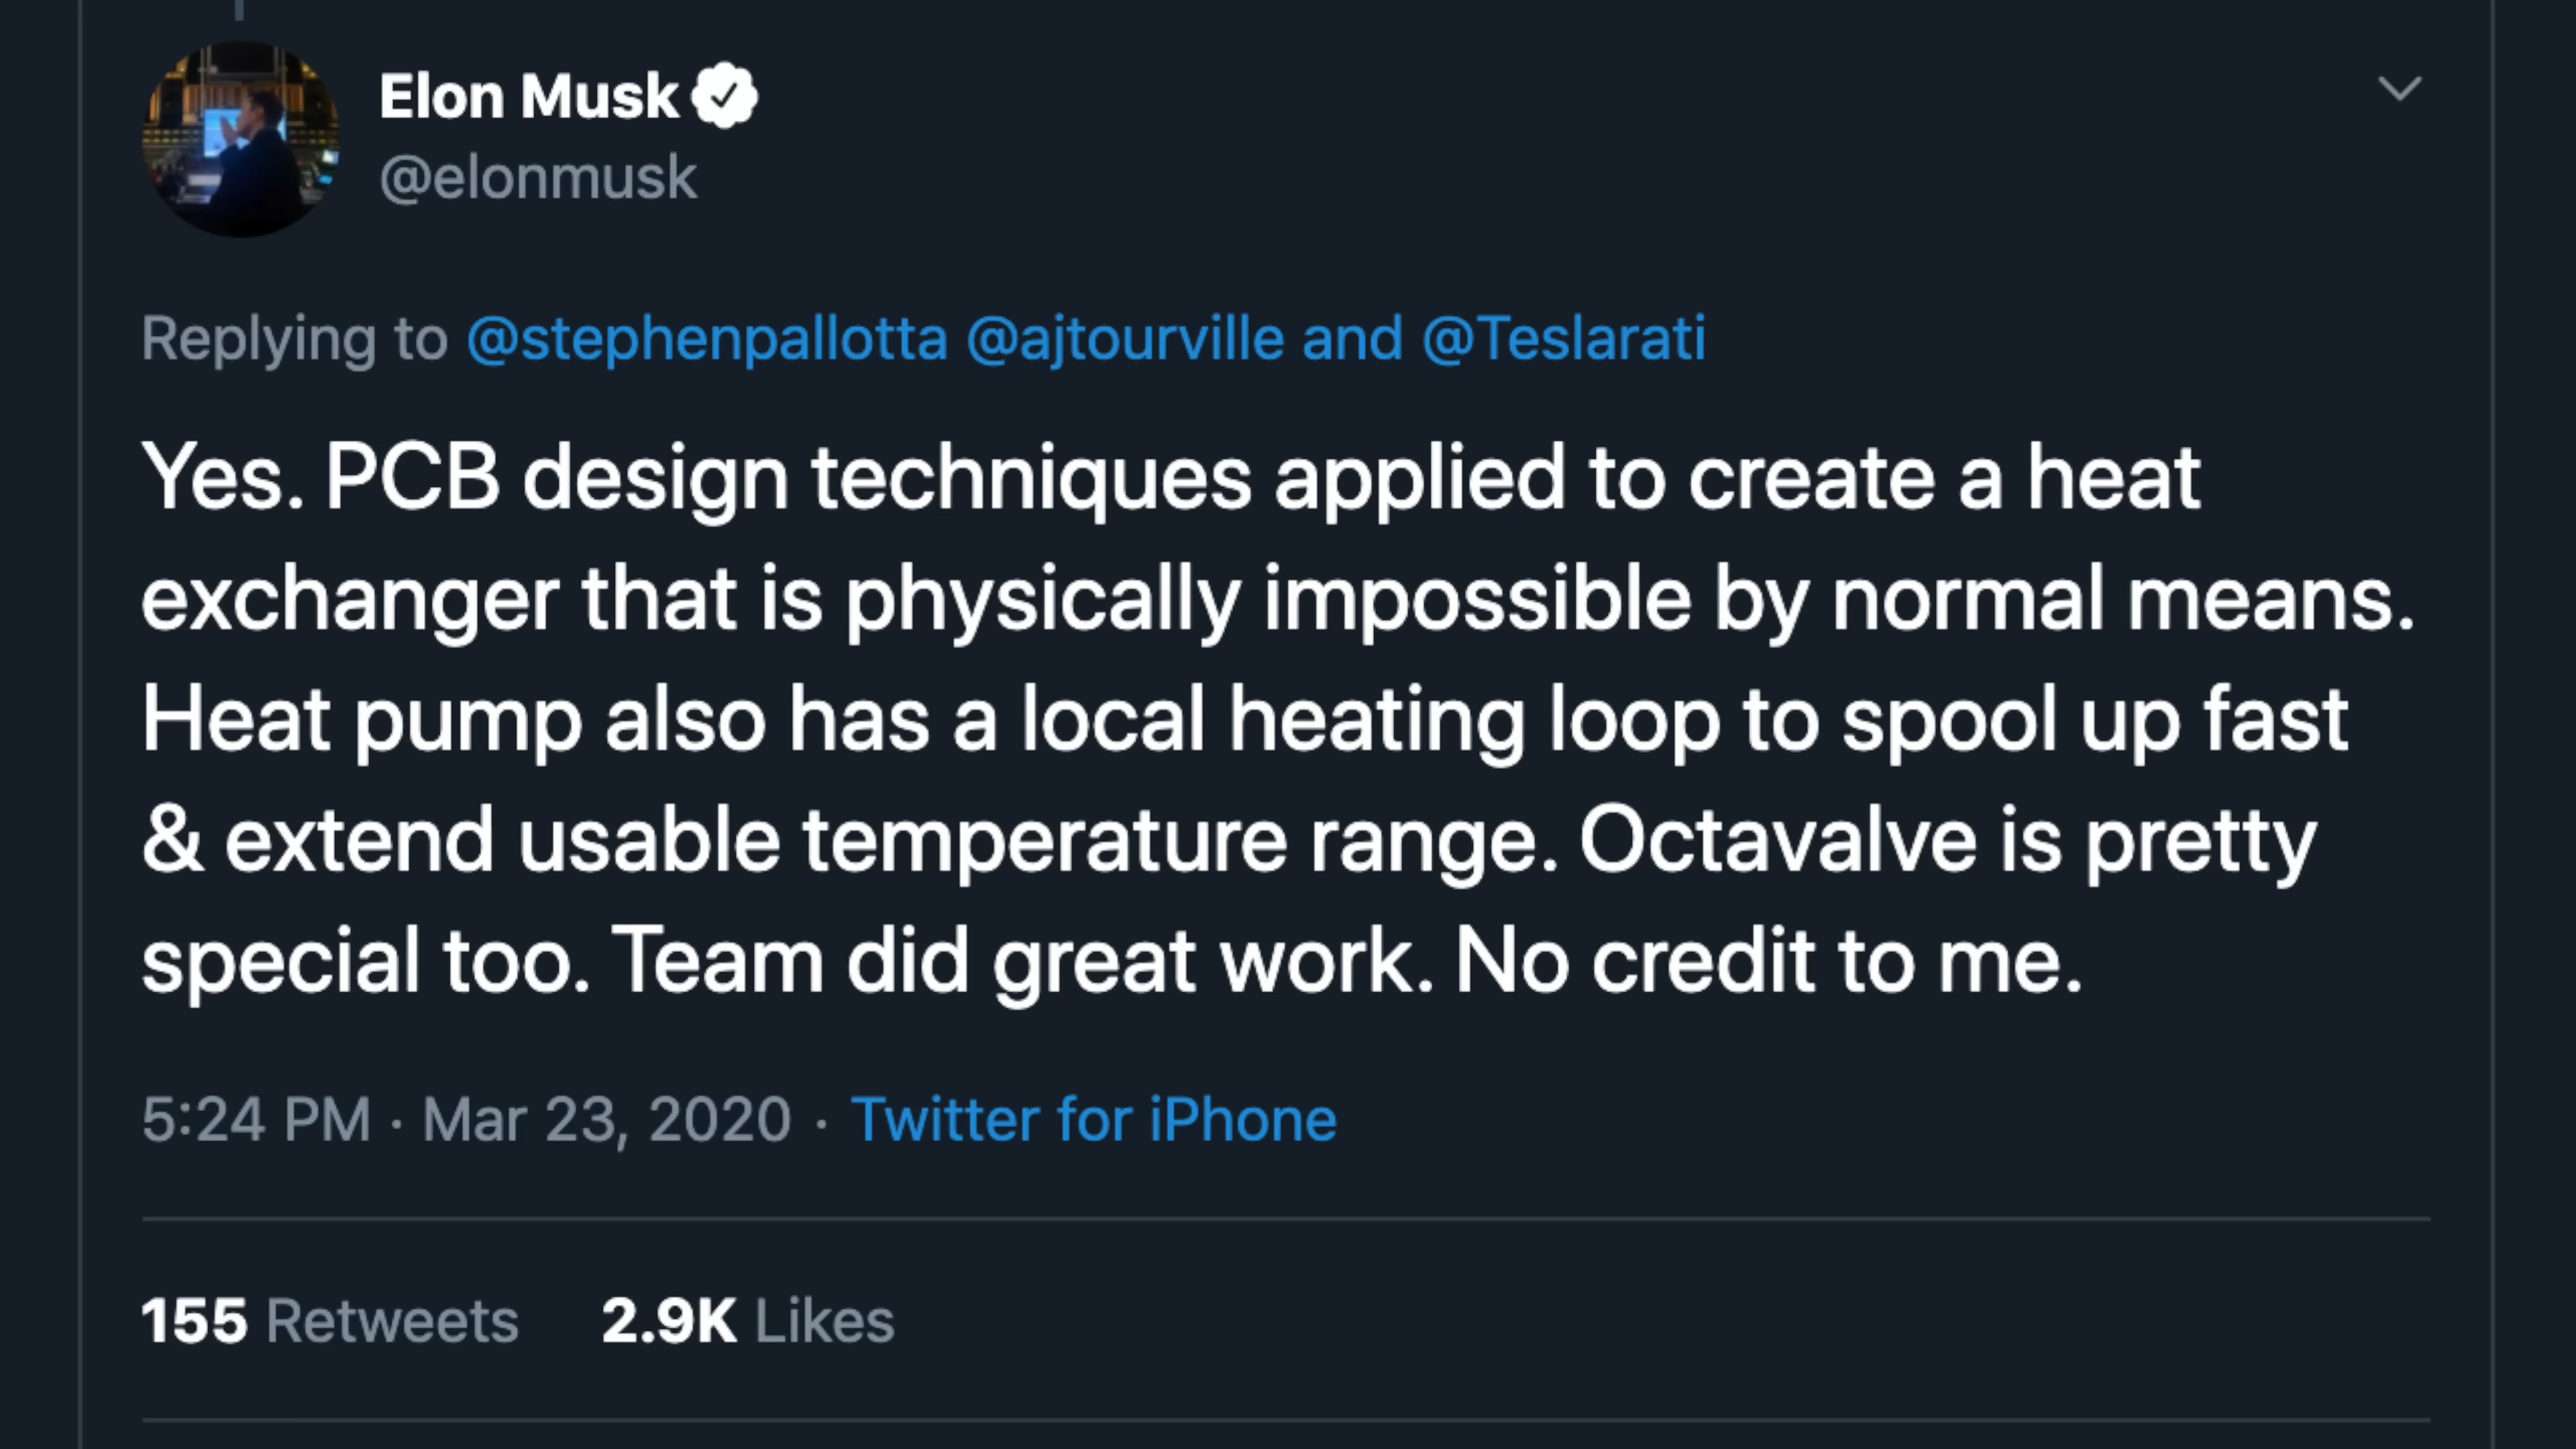 Elon Musk
@elonmusk
Replying to @stephenpallotta @ajtourville and @Teslarati
Yes. PCB design techniques applied to create a heat
exchanger that is physically impossible by normal means.
Heat pump also has a local heating loop to spool up fast
& extend usable temperature range. Octavalve is pretty
special too. Team did great work. No credit to me.
5:24 PM · Mar 23, 2020 · Twitter for iPhone
155 Retweets 2.9K Likes